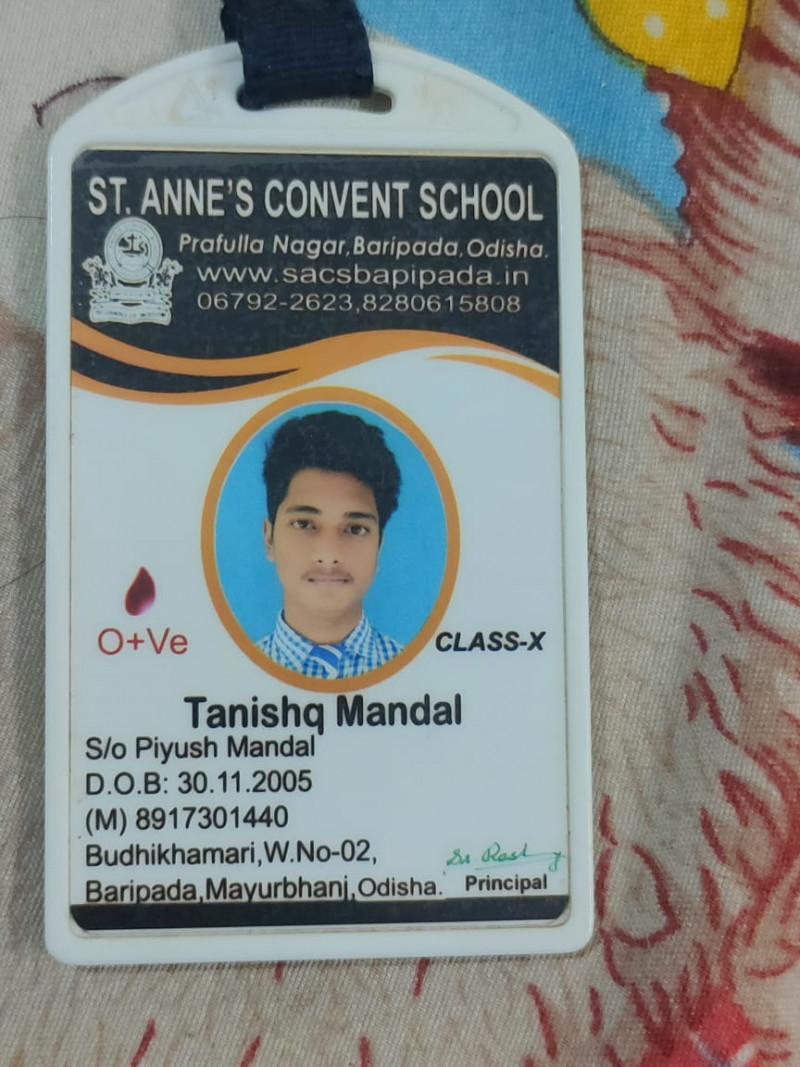 ST. ANNE'S CONVENT SCHOOL
Prafulla Nagar,Baripada,Odisha.
www.sacsbapipada.in
06792-2623,8280615808
O+Ve
CLASS-X
Tanishq Mandal
S/o Piyush Mandal
D.O.B: 30.11.2005
(M) 8917301440
Budhikhamari,W.No-02,
Baripada,Mayurbhanj,Odisha.
Principal